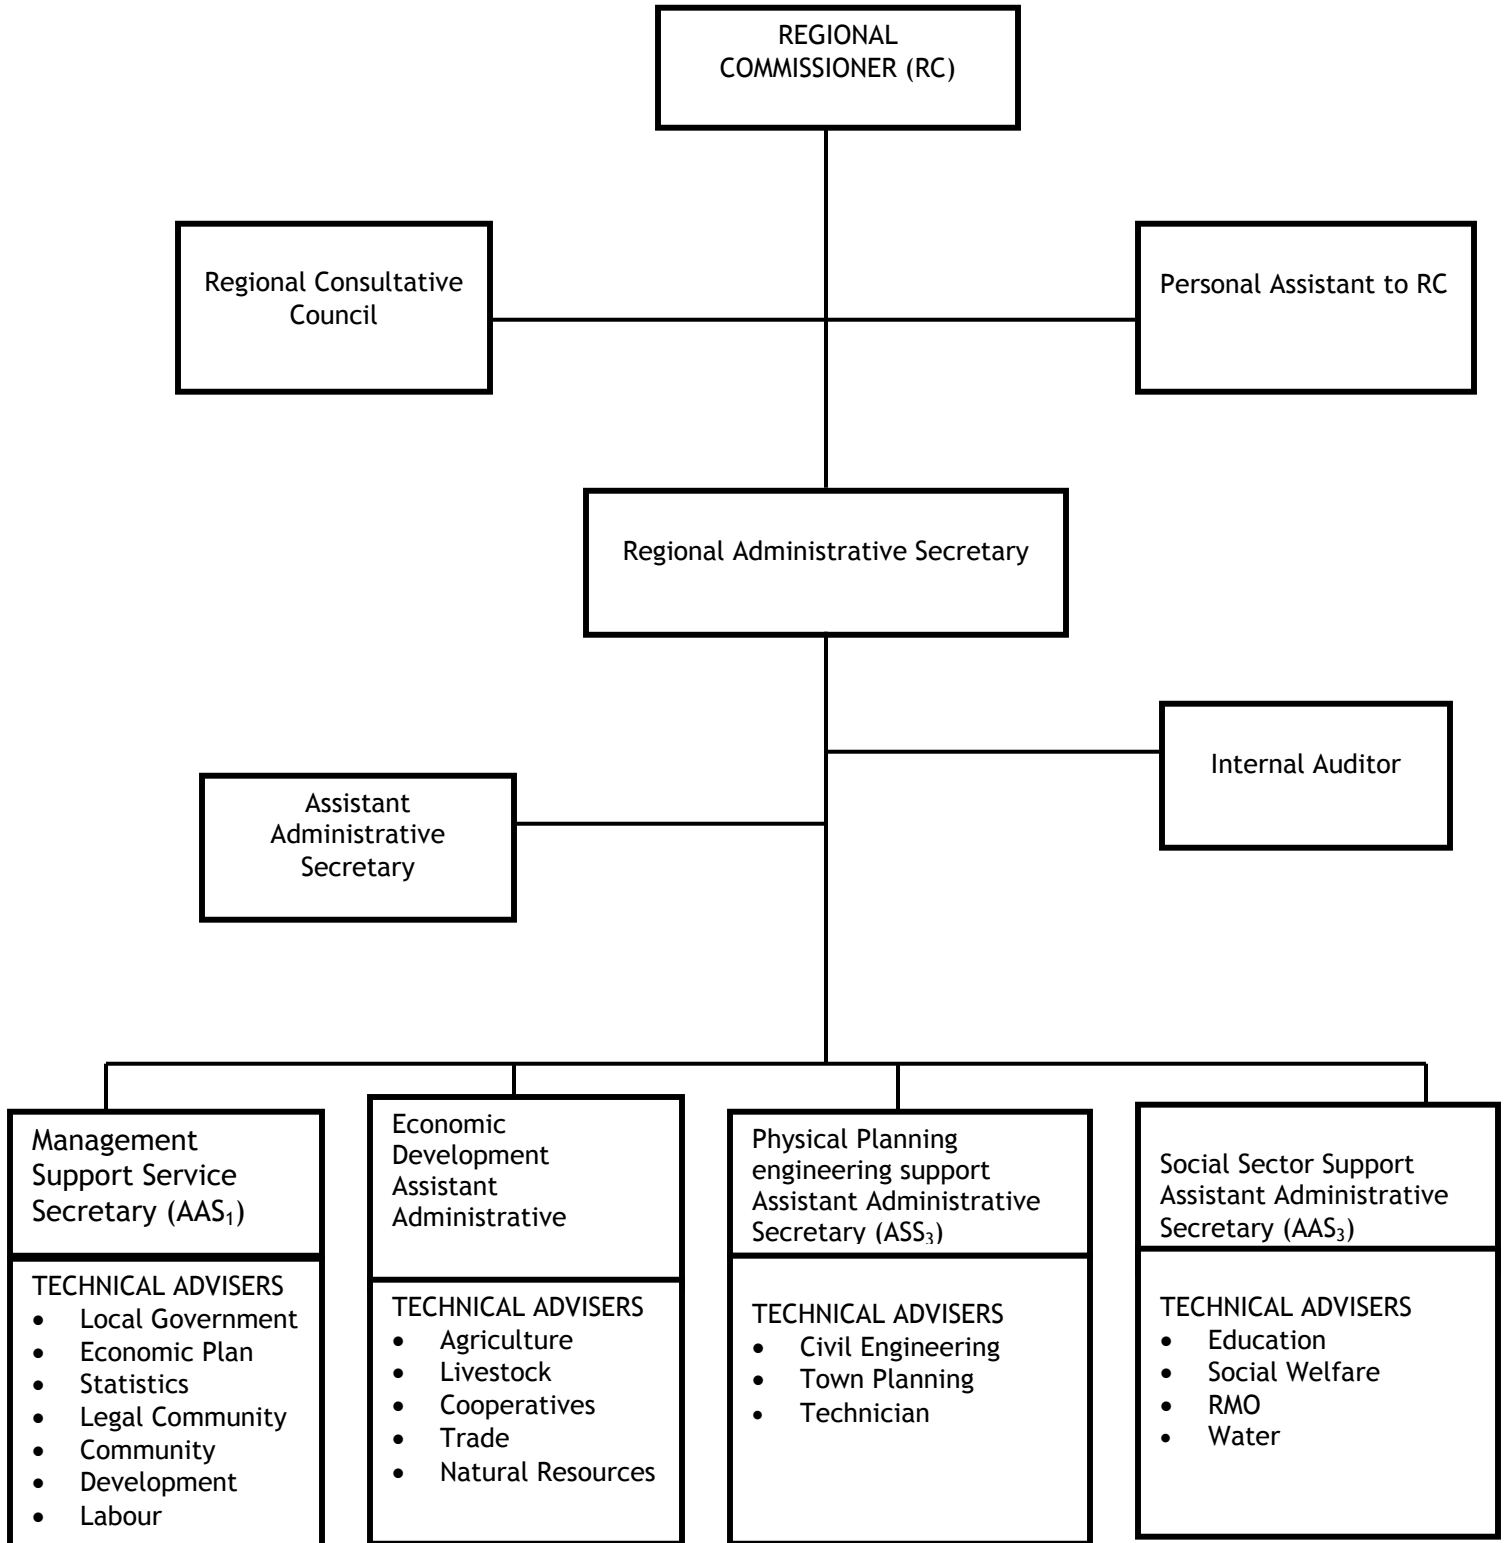 REGIONAL
COMMISSIONER (RC)
Regional Consultative
Council
Personal Assistant to RC
Regional Administrative Secretary
Internal Auditor
Assistant
Administrative
Secretary
Management
Support Service
Secretary (AAS₁)
TECHNICAL ADVISERS
• Local Government
• Economic Plan
• Statistics
• Legal Community
• Community
• Development
• Labour
Economic
Development
Assistant
Administrative
TECHNICAL ADVISERS
• Agriculture
• Livestock
• Cooperatives
• Trade
• Natural Resources
Physical Planning
engineering support
Assistant Administrative
Secretary (ASS₃)
TECHNICAL ADVISERS
• Civil Engineering
• Town Planning
• Technician
Social Sector Support
Assistant Administrative
Secretary (AAS₃)
TECHNICAL ADVISERS
• Education
• Social Welfare
• RMO
• Water